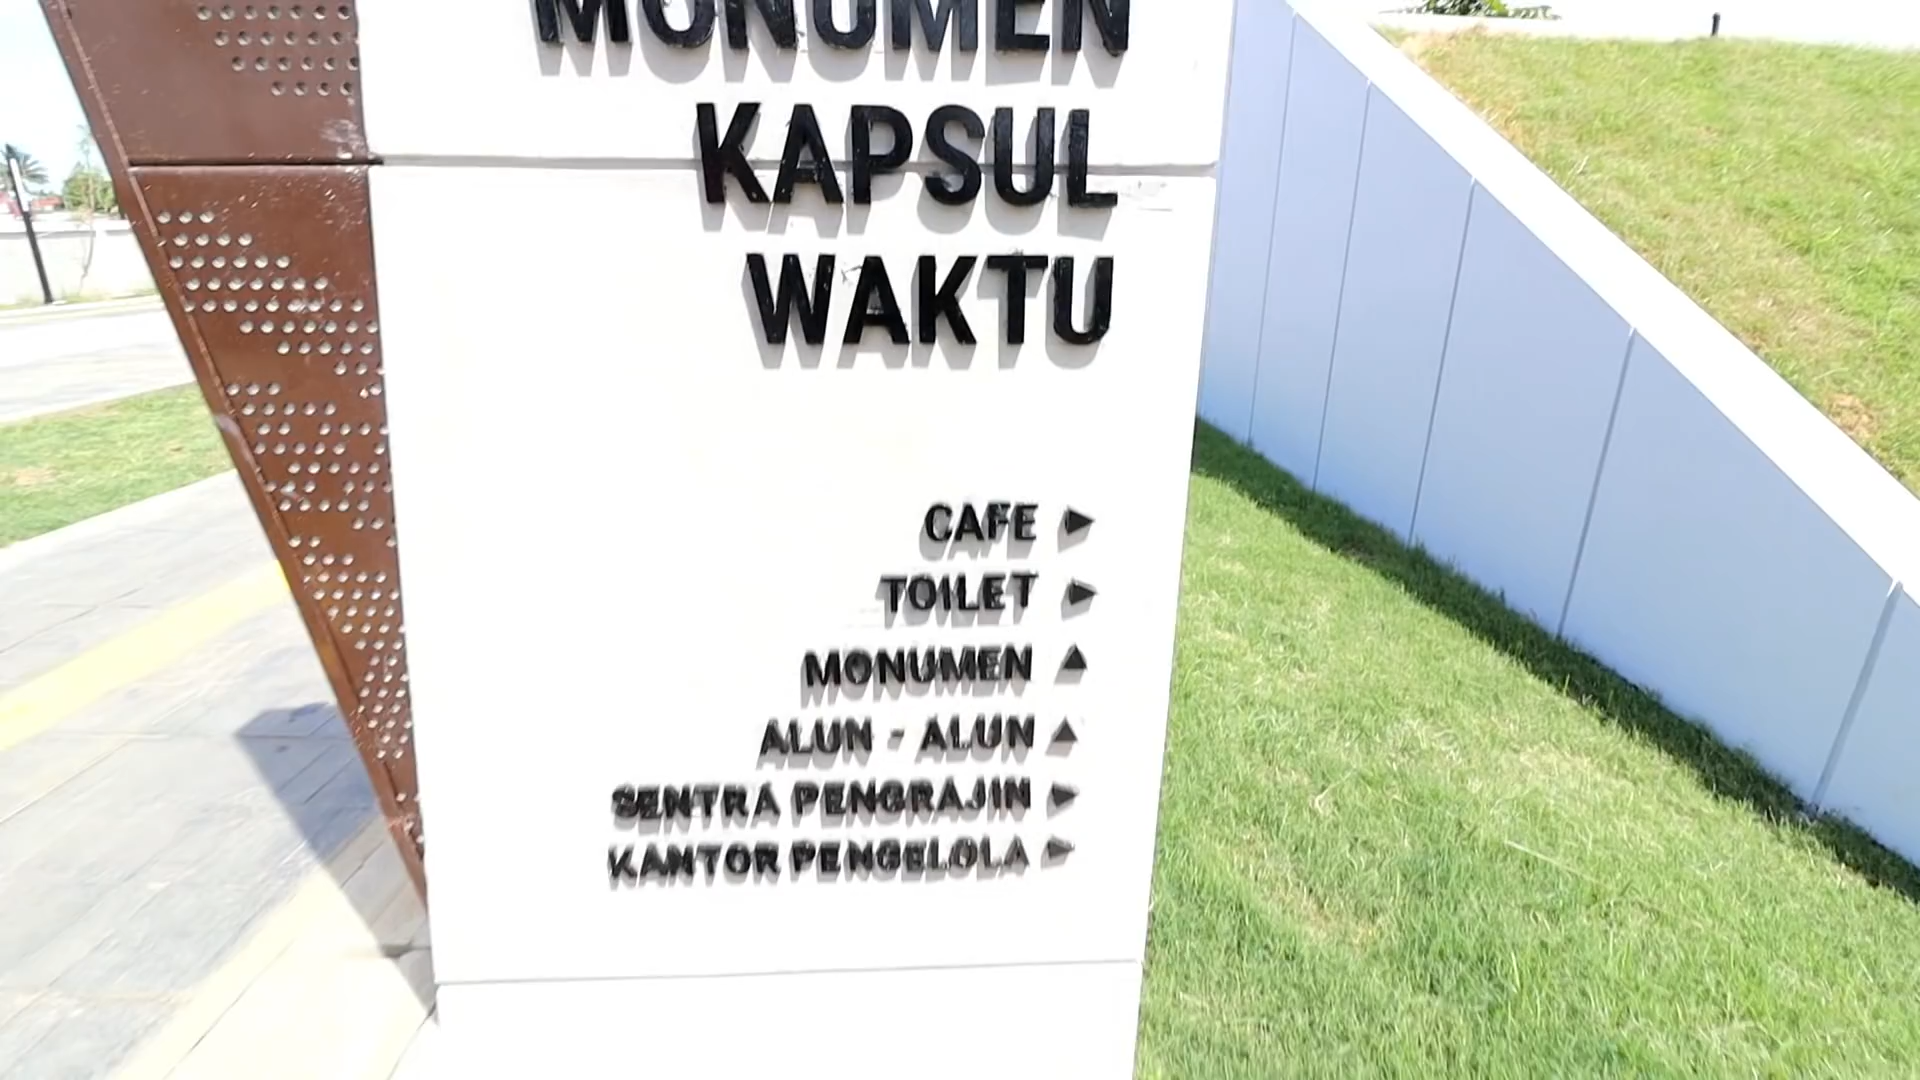 MONUMEN
KAPSUL
WAKTU
CAFE ►
TOILET ►
MONUMEN ▲
ALUN - ALUN ▲
SENTRA PENGRAJIN ►
KANTOR PENGELOLA ►